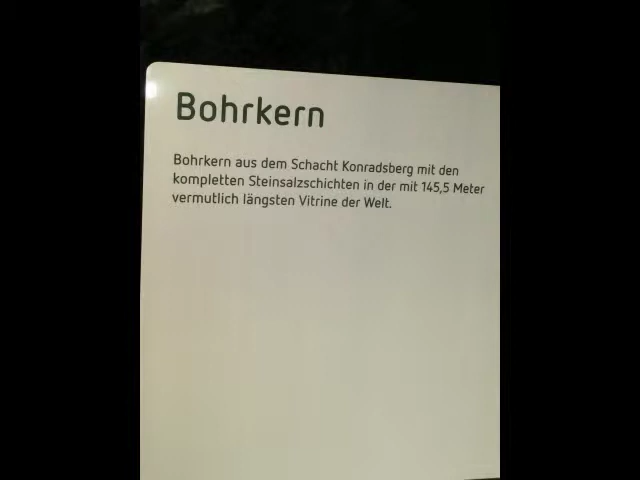 Bohrkern
Bohrkern aus dem Schacht Konradsberg mit den
kompletten Steinsalzschichten in der mit 145,5 Meter
vermutlich längsten Vitrine der Welt.